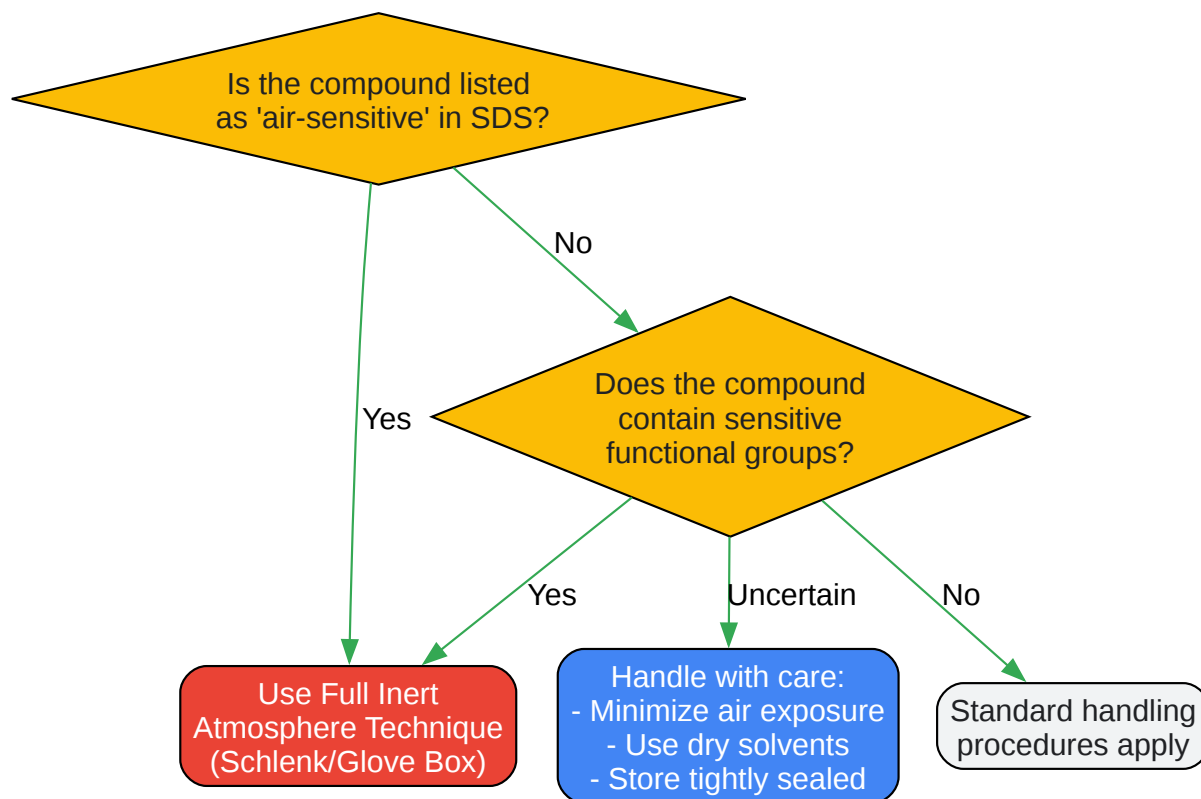 Is the compound listed
as 'air-sensitive' in SDS?
No
Does the compound
contain sensitive
functional groups?
Yes
Yes
Uncertain
No
Use Full Inert
Atmosphere Technique
(Schlenk/Glove Box)
Handle with care:
- Minimize air exposure
- Use dry solvents
- Store tightly sealed
Standard handling
procedures apply